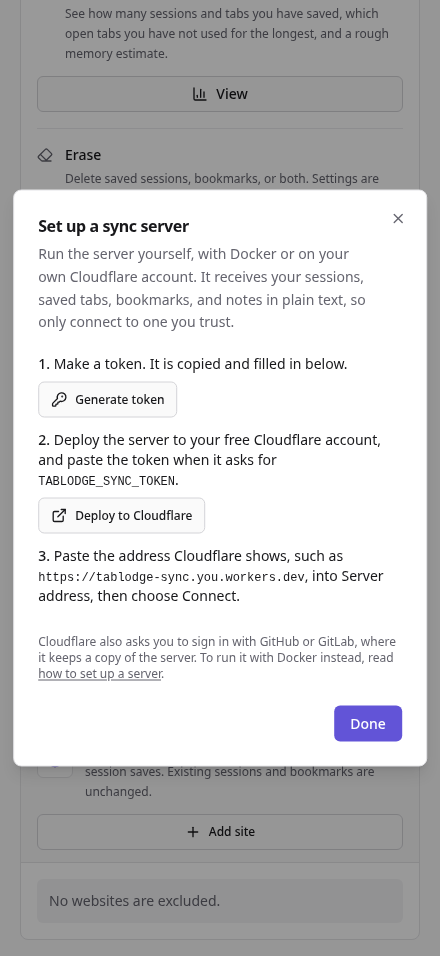 See how many sessions and tabs you have saved, which
open tabs you have not used for the longest, and a rough
memory estimate.
View
Erase
Delete saved sessions, bookmarks, or both. Settings are
Set up a sync server
Run the server yourself, with Docker or on your
own Cloudflare account. It receives your sessions,
saved tabs, bookmarks, and notes in plain text, so
only connect to one you trust.
1. Make a token. It is copied and filled in below.
Generate token
2. Deploy the server to your free Cloudflare account,
and paste the token when it asks for
TABLODGE_SYNC_TOKEN.
Deploy to Cloudflare
3. Paste the address Cloudflare shows, such as
https://tablodge-sync.you.workers.dev, into Server
address, then choose Connect.
Cloudflare also asks you to sign in with GitHub or GitLab, where
it keeps a copy of the server. To run it with Docker instead, read
how to set up a server.
Done
session saves. Existing sessions and bookmarks are
unchanged.
Add site
No websites are excluded.